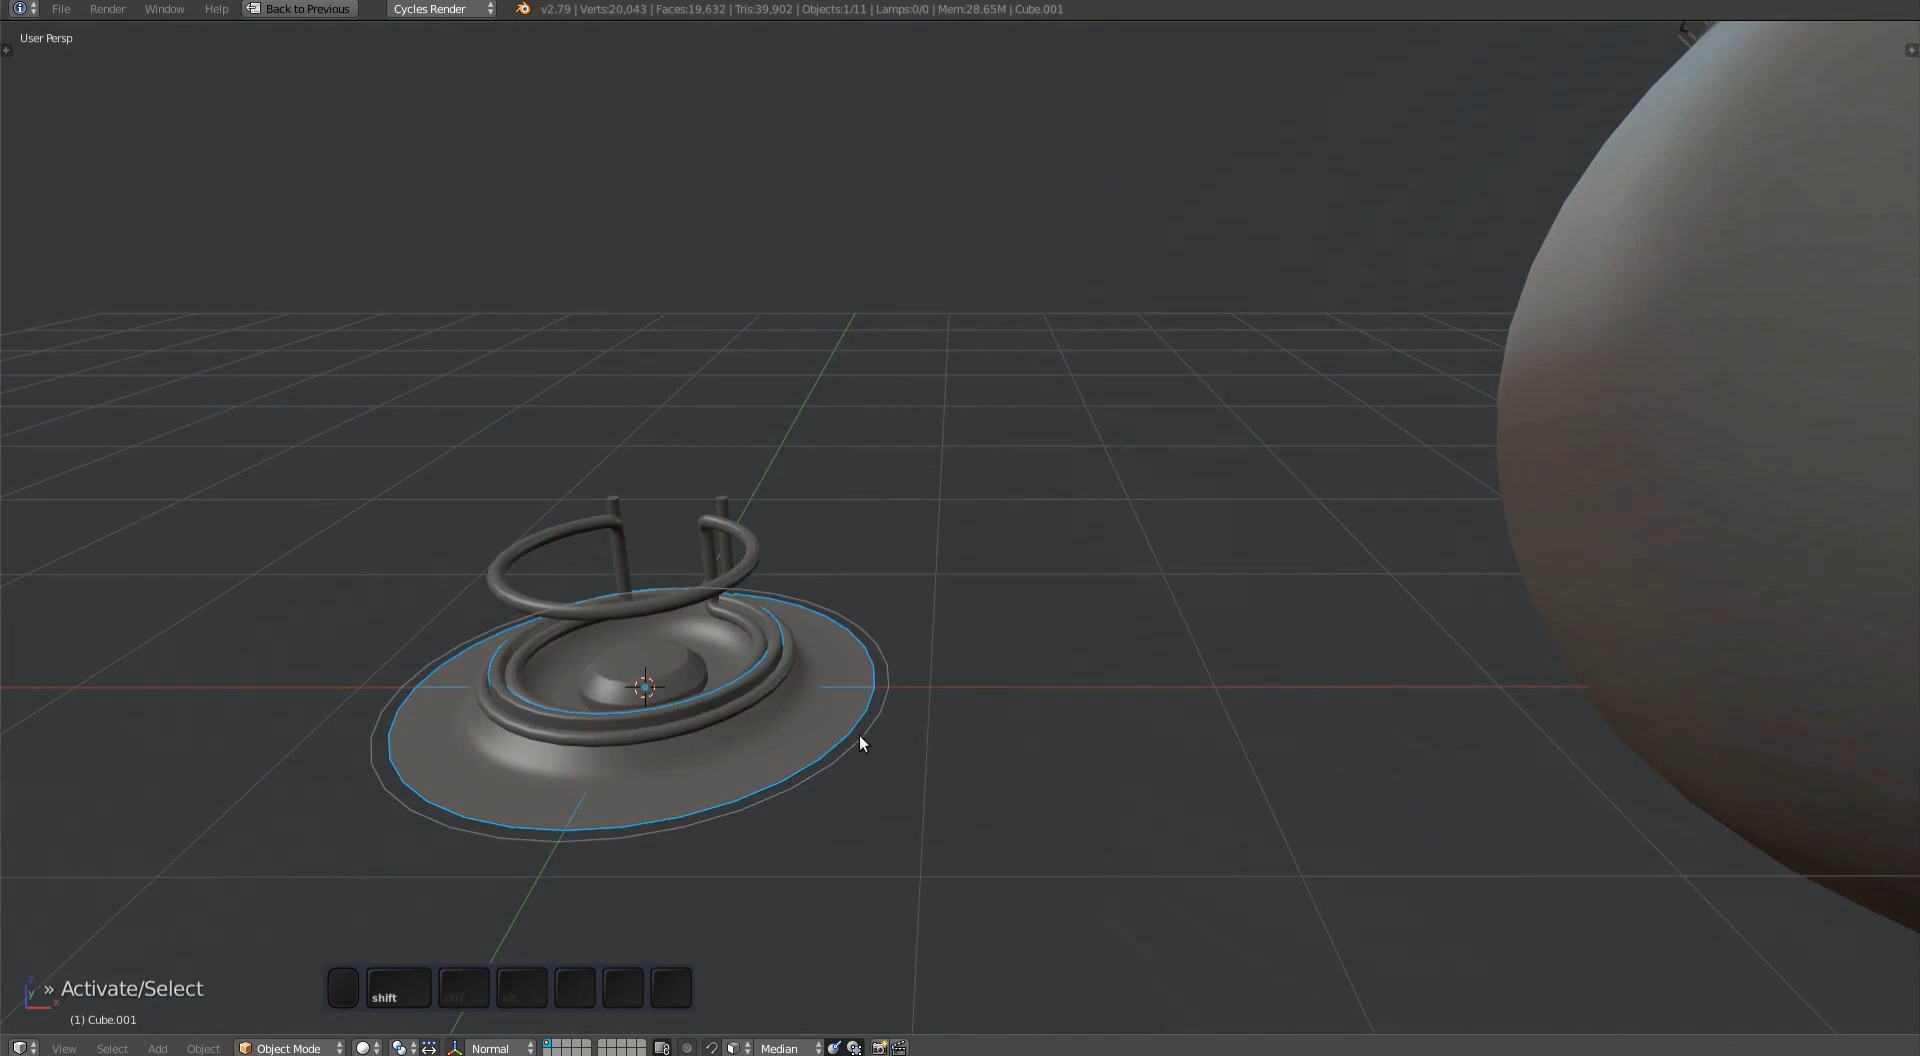 File Render Window Help Back to Previous Cycles Render v2.79 | Verts:20,043 | Faces:19,632 | Tris:39,902 | Objects:1/11 | Lamps:0/0 | Mem:28.65M | Cube.001
User Persp
» Activate/Select
shift ctrl alt
z
y
x
(1) Cube.001
View Select Add Object Object Mode Normal Median